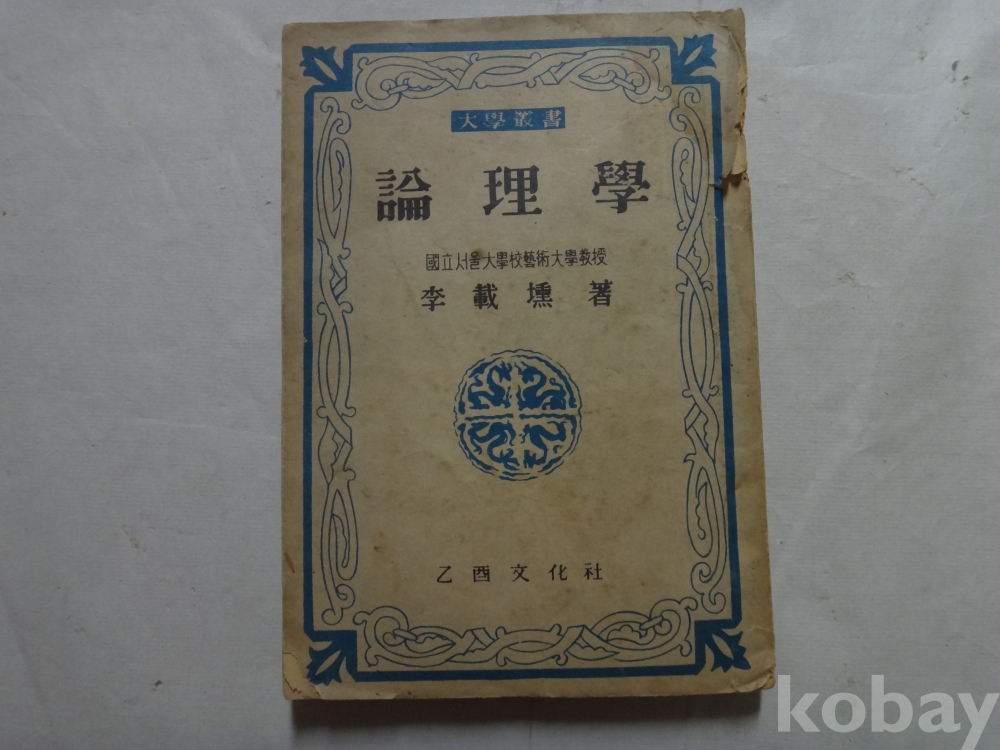 大學叢書
論理學
國立서울大學校藝術大學教授
李載壎 著
乙酉文化社
kobay